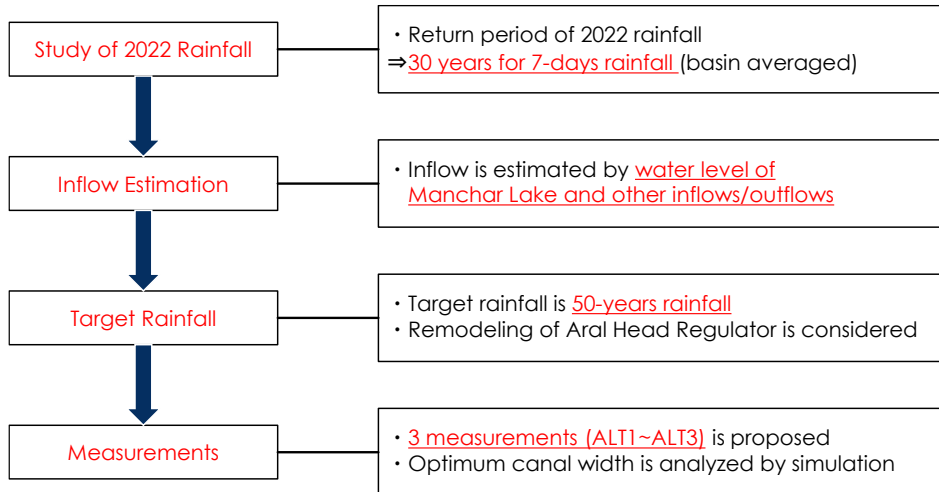 Study of 2022 Rainfall
・Return period of 2022 rainfall
⇒30 years for 7-days rainfall (basin averaged)
Inflow Estimation
・Inflow is estimated by water level of
Manchar Lake and other inflows/outflows
Target Rainfall
・Target rainfall is 50-years rainfall
・Remodeling of Aral Head Regulator is considered
Measurements
・3 measurements (ALT1~ALT3) is proposed
・Optimum canal width is analyzed by simulation